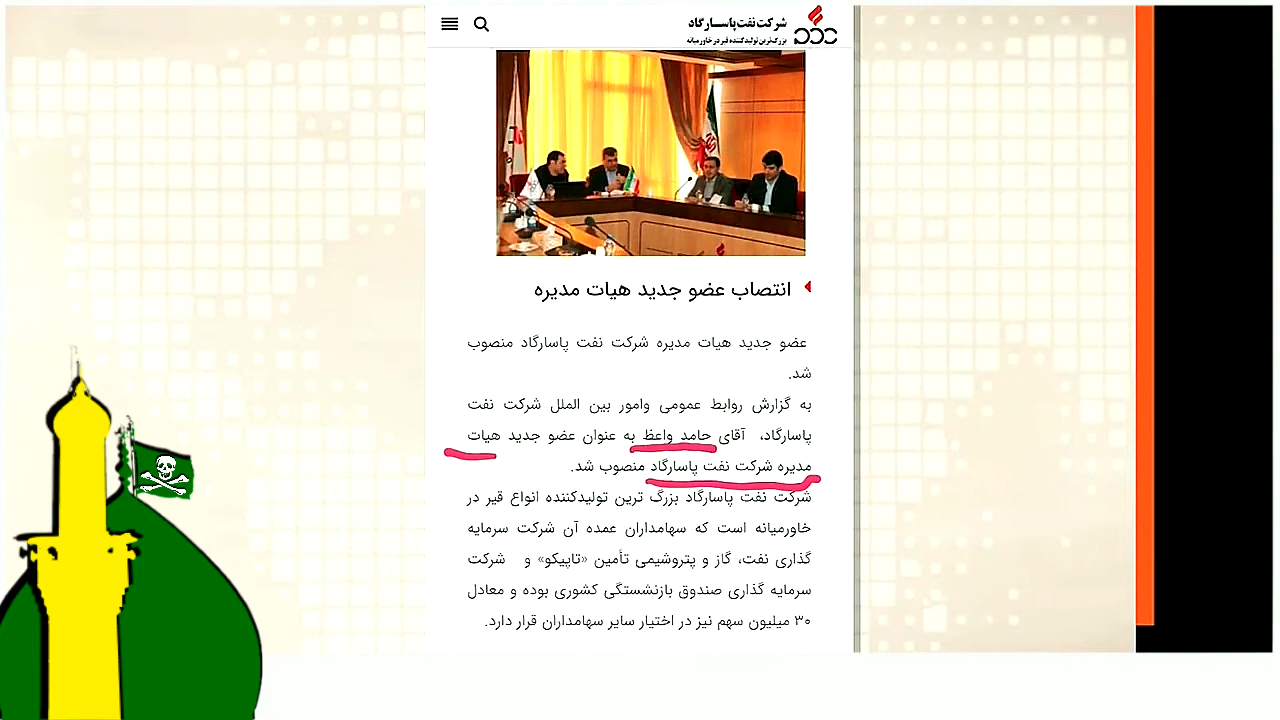 شرکت نفت پاسارگاد
بزرگ‌ترین تولیدکننده قیر در خاورمیانه
انتصاب عضو جدید هیات مدیره
عضو جدید هیات مدیره شرکت نفت پاسارگاد منصوب
شد.
به گزارش روابط عمومی وامور بین الملل شرکت نفت
پاسارگاد، آقای حامد واعظ به عنوان عضو جدید هیات
مدیره شرکت نفت پاسارگاد منصوب شد.
شرکت نفت پاسارگاد بزرگ ترین تولیدکننده انواع قیر در
خاورمیانه است که سهامداران عمده آن شرکت سرمایه
گذاری نفت، گاز و پتروشیمی تأمین «تاپیکو» و شرکت
سرمایه گذاری صندوق بازنشستگی کشوری بوده و معادل
۳۰ میلیون سهم نیز در اختیار سایر سهامداران قرار دارد.